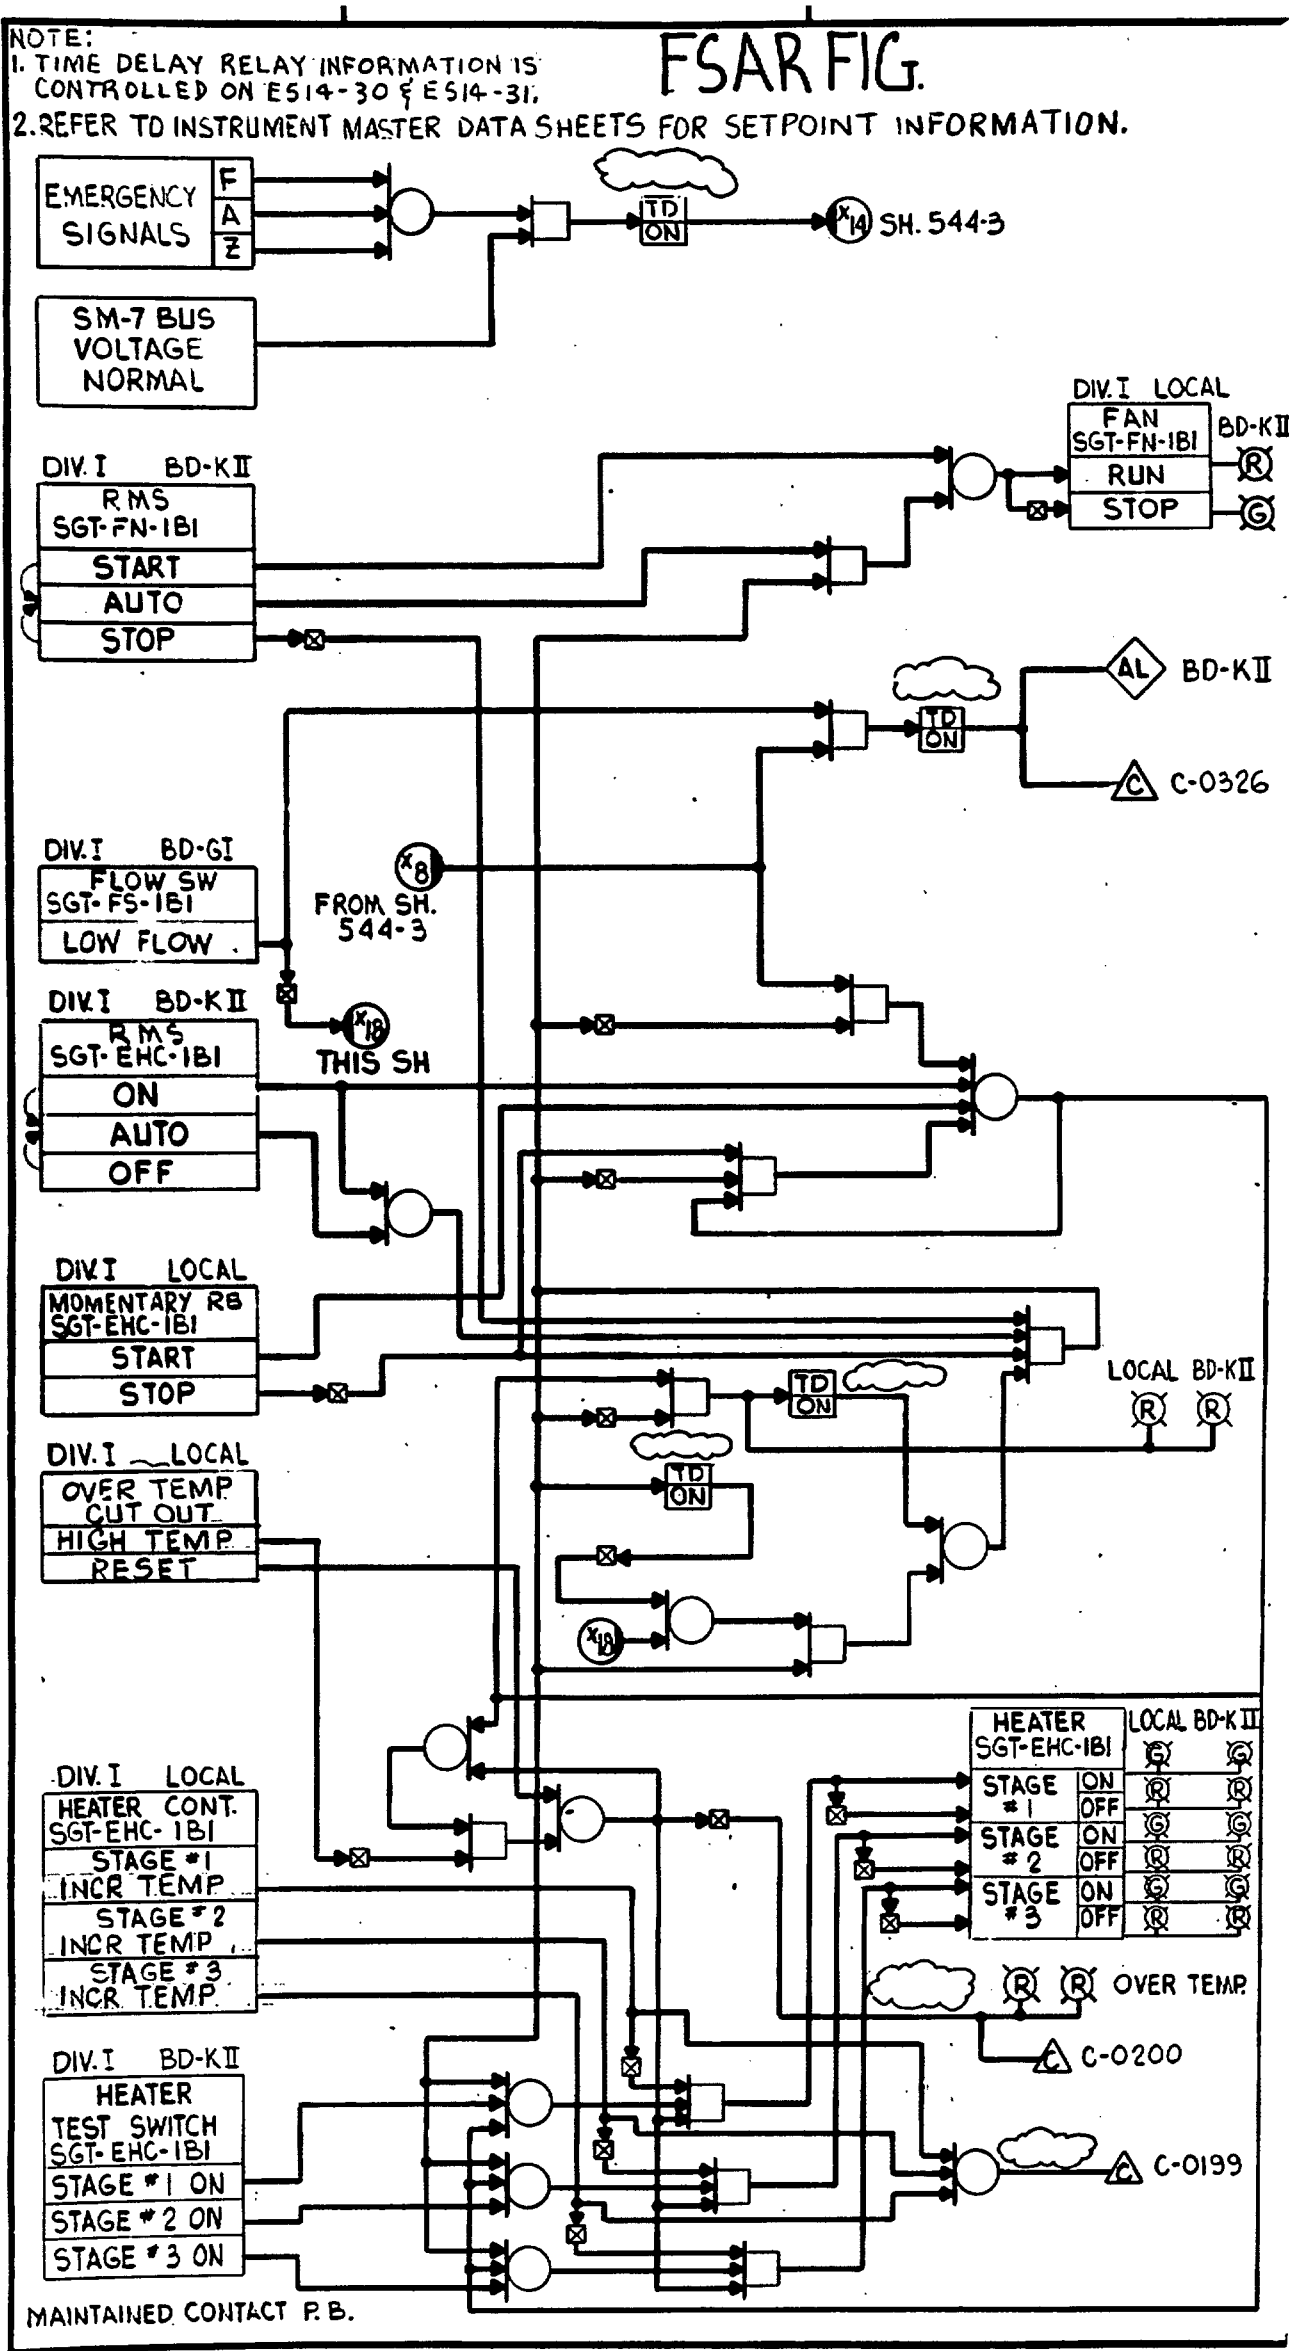 NOTE:
1. TIME DELAY RELAY INFORMATION IS
CONTROLLED ON E514-30 & E514-31.
2. REFER TO INSTRUMENT MASTER DATA SHEETS FOR SETPOINT INFORMATION.
FSAR FIG.
EMERGENCY
SIGNALS
F
A
Z
TD
ON
X14
SH. 544-3
SM-7 BUS
VOLTAGE
NORMAL
DIV. I LOCAL
FAN
SGT-FN-1B1
BD-KII
RUN
R
STOP
G
DIV. I BD-KII
RMS
SGT-FN-1B1
START
AUTO
STOP
AL
BD-KII
TD
ON
C
C-0326
DIV. I BD-GI
FLOW SW
SGT-FS-1B1
LOW FLOW
X8
FROM SH.
544-3
X18
THIS SH
DIV. I BD-KII
RMS
SGT-EHC-1B1
ON
AUTO
OFF
DIV. I LOCAL
MOMENTARY RB
SGT-EHC-1B1
START
STOP
TD
ON
LOCAL BD-KII
R R
DIV. I LOCAL
OVER TEMP
CUT OUT
HIGH TEMP
RESET
TD
ON
X18
HEATER
SGT-EHC-1B1
LOCAL BD-KII
G G
STAGE
#1
ON
OFF
R R
G G
STAGE
#2
ON
OFF
R R
G G
STAGE
#3
ON
OFF
R R
DIV. I LOCAL
HEATER CONT.
SGT-EHC-1B1
STAGE #1
INCR TEMP
STAGE #2
INCR TEMP
STAGE #3
INCR TEMP
R R OVER TEMP.
C
C-0200
DIV. I BD-KII
HEATER
TEST SWITCH
SGT-EHC-1B1
STAGE #1 ON
STAGE #2 ON
STAGE #3 ON
C
C-0199
MAINTAINED CONTACT P.B.